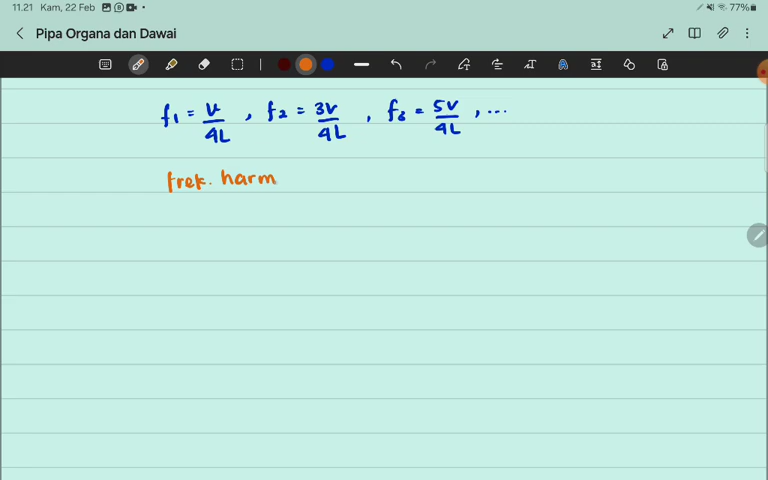 11.21 Kam, 22 Feb 77%
Pipa Organa dan Dawai
f₁ = v/4L , f₂ = 3v/4L , f₃ = 5v/4L , ...
frek. harm